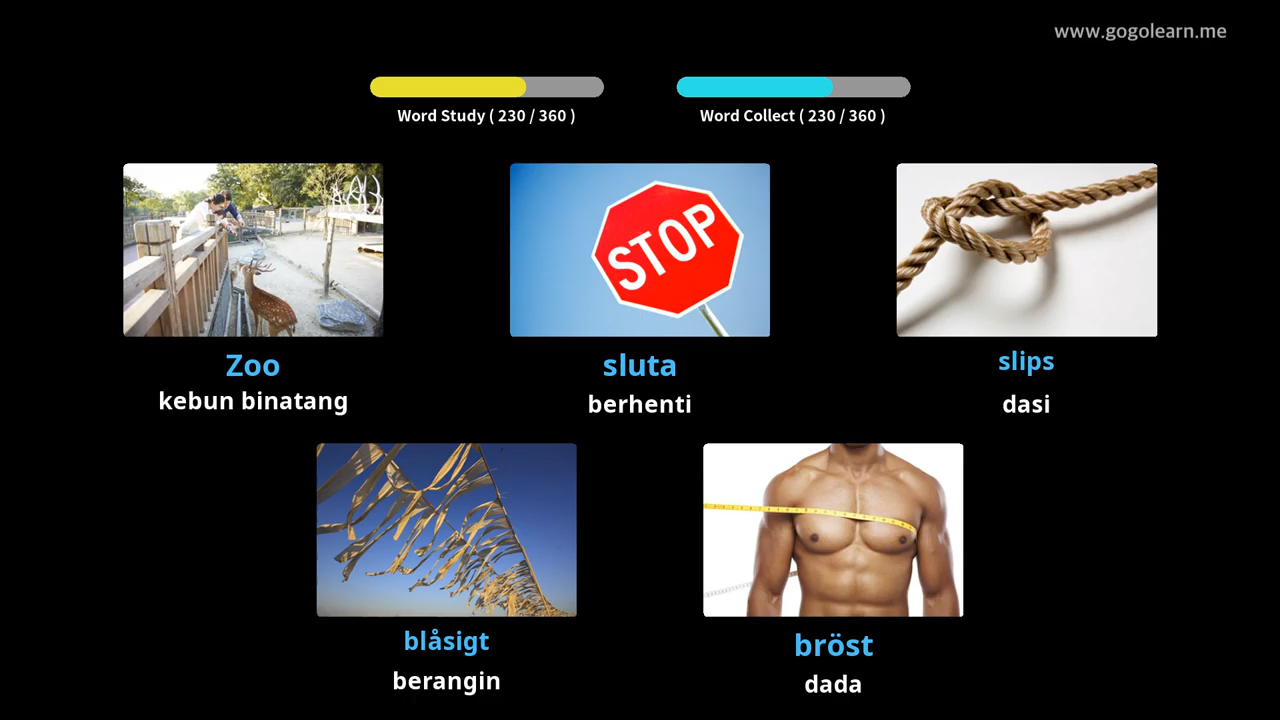 www.gogolearn.me
Word Study ( 230 / 360 )
Word Collect ( 230 / 360 )
STOP
Zoo
kebun binatang
sluta
berhenti
slips
dasi
blåsigt
berangin
bröst
dada